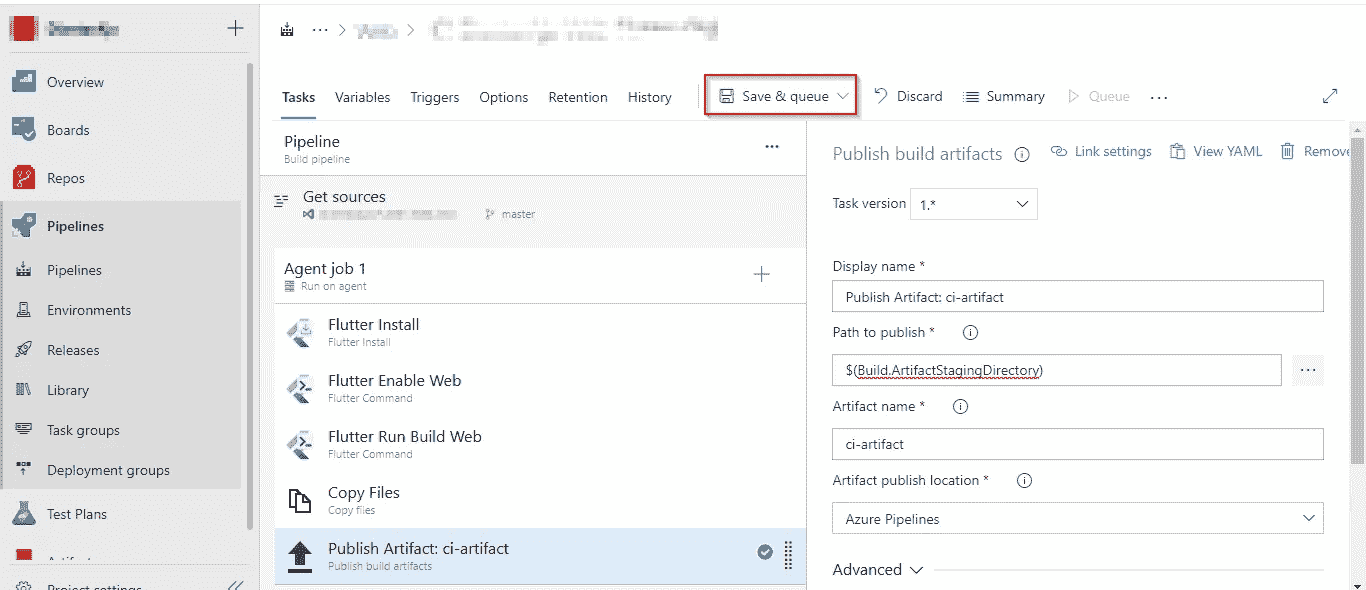 Overview
Boards
Repos
Pipelines
Pipelines
Environments
Releases
Library
Task groups
Deployment groups
Test Plans
Project settings
Tasks Variables Triggers Options Retention History Save & queue Discard Summary Queue ...
Pipeline
Build pipeline
Get sources
master
Agent job 1
Run on agent
Flutter Install
Flutter Install
Flutter Enable Web
Flutter Command
Flutter Run Build Web
Flutter Command
Copy Files
Copy files
Publish Artifact: ci-artifact
Publish build artifacts
Publish build artifacts Link settings View YAML Remove
Task version 1.*
Display name *
Publish Artifact: ci-artifact
Path to publish *
$(Build.ArtifactStagingDirectory)
Artifact name *
ci-artifact
Artifact publish location *
Azure Pipelines
Advanced